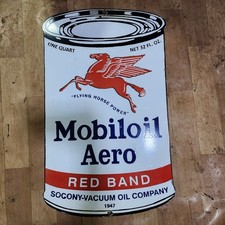 ONE QUART NET 32 FL. OZ.
"FLYING HORSE POWER"
Mobiloil
Aero
RED BAND
SOCONY-VACUUM OIL COMPANY
1947